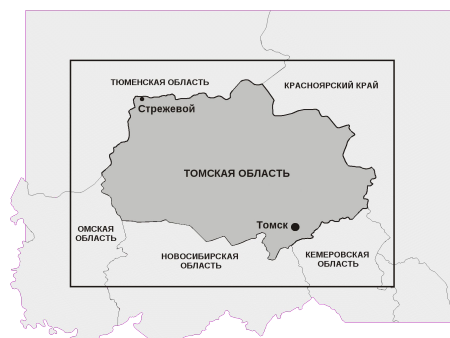 ТЮМЕНСКАЯ ОБЛАСТЬ
КРАСНОЯРСКИЙ КРАЙ
Стрежевой
ТОМСКАЯ ОБЛАСТЬ
Томск
ОМСКАЯ
ОБЛАСТЬ
НОВОСИБИРСКАЯ
ОБЛАСТЬ
КЕМЕРОВСКАЯ
ОБЛАСТЬ